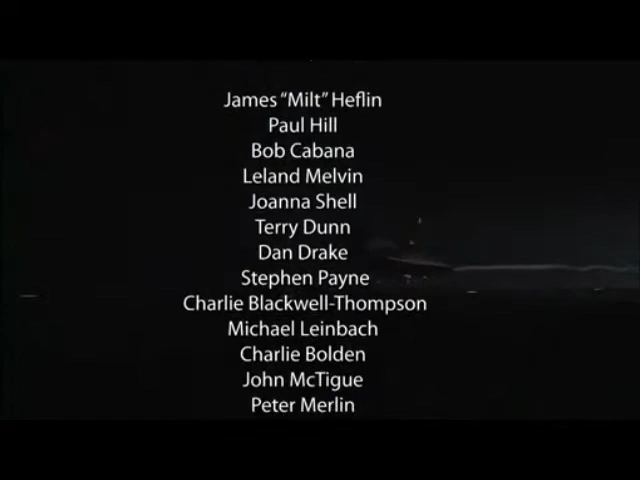 James “Milt” Heflin
Paul Hill
Bob Cabana
Leland Melvin
Joanna Shell
Terry Dunn
Dan Drake
Stephen Payne
Charlie Blackwell-Thompson
Michael Leinbach
Charlie Bolden
John McTigue
Peter Merlin